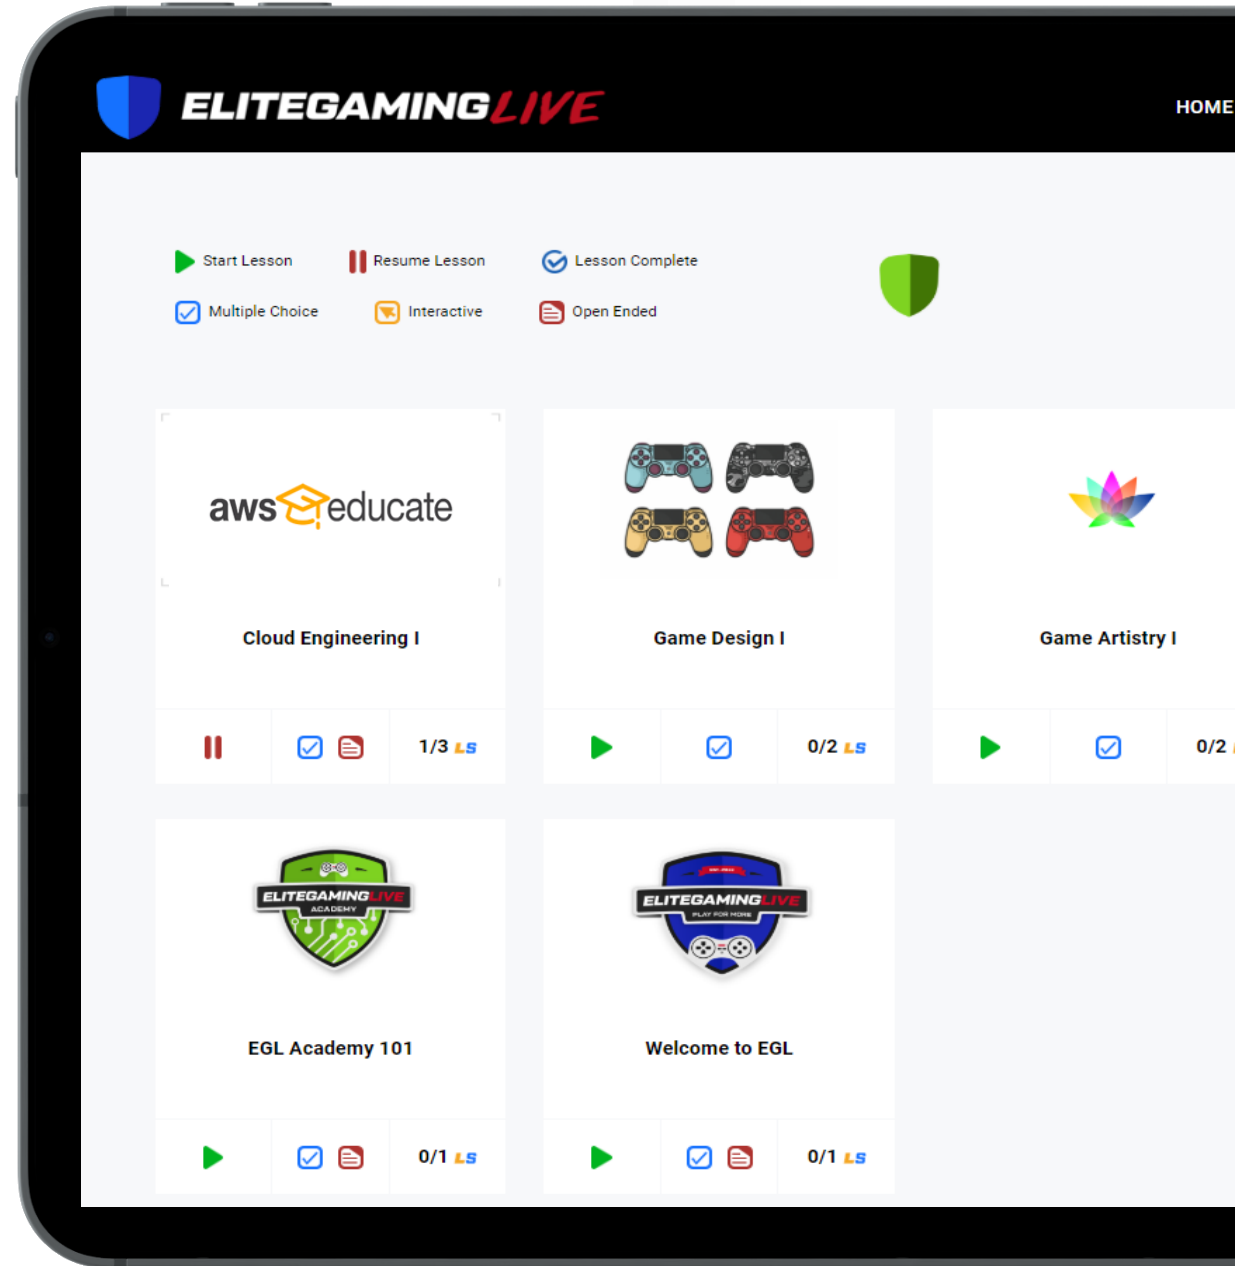 ELITEGAMINGLIVE
HOME
Start Lesson
Resume Lesson
Lesson Complete
Multiple Choice
Interactive
Open Ended
aws educate
Cloud Engineering I
Game Design I
Game Artistry I
1/3 LS
0/2 LS
0/2
ELITEGAMINGLIVE
ACADEMY
ELITEGAMINGLIVE
PLAY FOR MORE
EGL Academy 101
Welcome to EGL
0/1 LS
0/1 LS